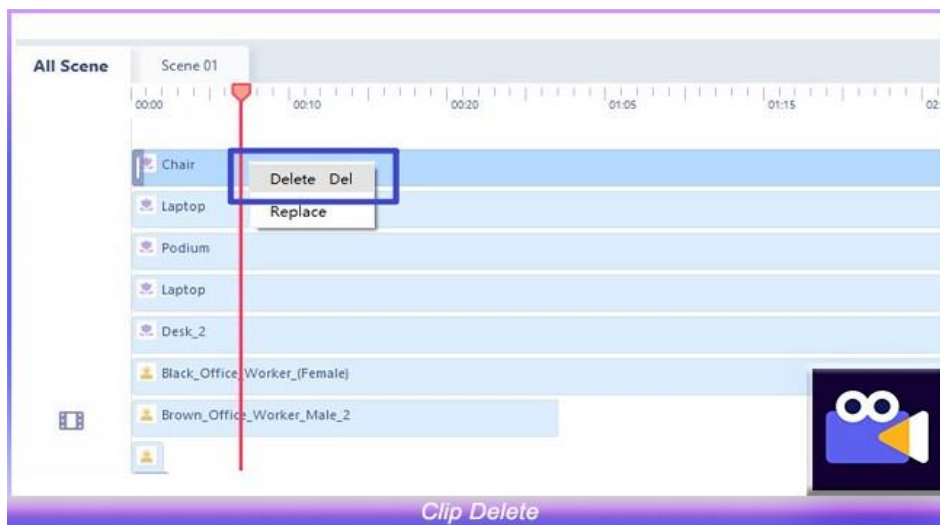 All Scene
Scene 01
00:00
00:10
00:20
01:05
01:15
02
Chair
Delete Del
Laptop
Replace
Podium
Laptop
Desk_2
Black_Office_Worker_(Female)
Brown_Office_Worker_Male_2
Clip Delete